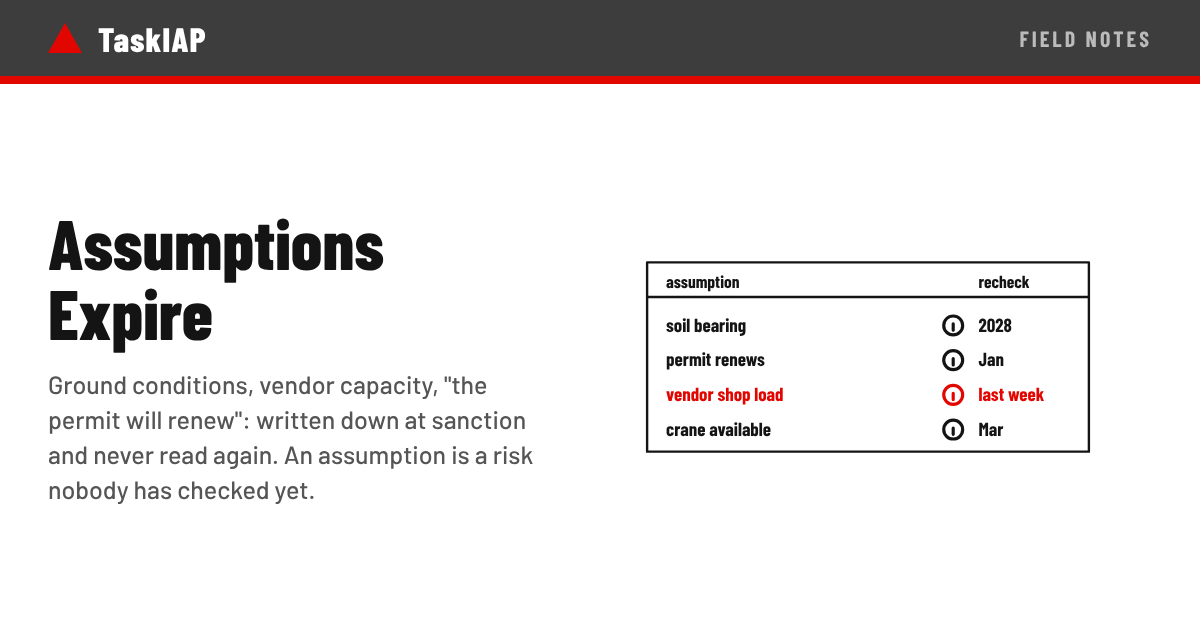 TaskIAP
FIELD NOTES
Assumptions
Expire
Ground conditions, vendor capacity, "the
permit will renew": written down at sanction
and never read again. An assumption is a risk
nobody has checked yet.
assumption recheck
soil bearing 2028
permit renews Jan
vendor shop load last week
crane available Mar